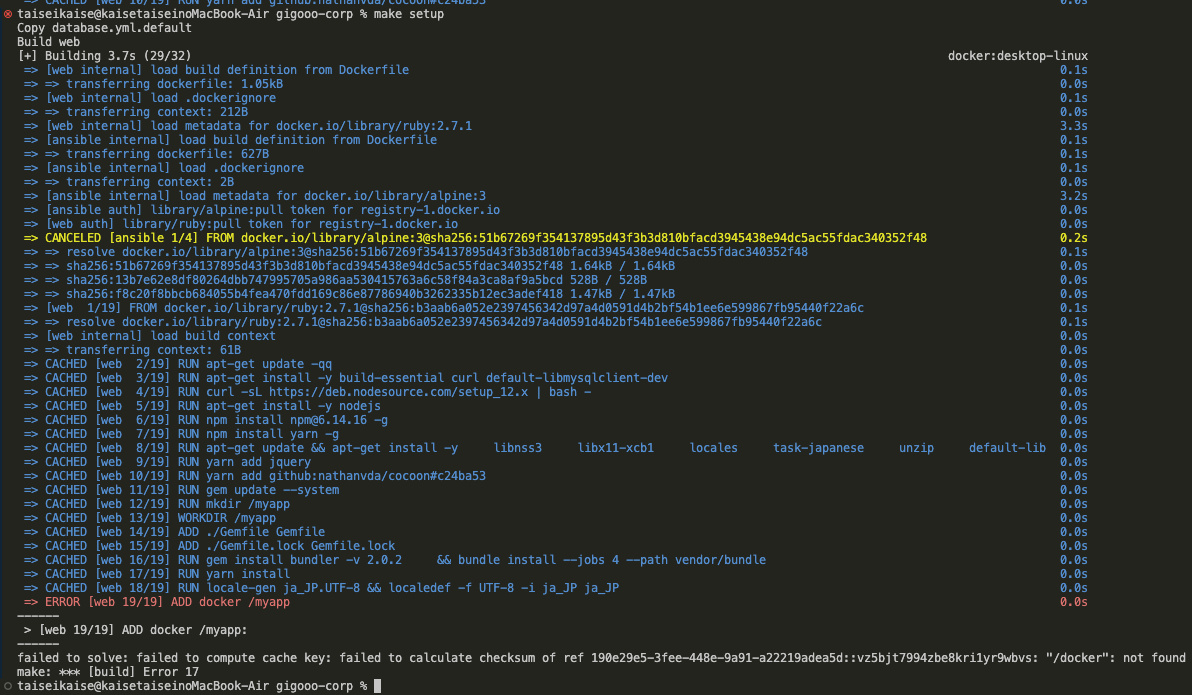 => CACHED [web 10/19] RUN yarn add github:nathanvda/cocoon#c24ba53 0.0s
taiseikaise@kaisetaiseinoMacBook-Air gigooo-corp % make setup
Copy database.yml.default
Build web
[+] Building 3.7s (29/32) docker:desktop-linux
=> [web internal] load build definition from Dockerfile 0.1s
=> => transferring dockerfile: 1.05kB 0.0s
=> [web internal] load .dockerignore 0.1s
=> => transferring context: 212B 0.0s
=> [web internal] load metadata for docker.io/library/ruby:2.7.1 3.3s
=> [ansible internal] load build definition from Dockerfile 0.1s
=> => transferring dockerfile: 627B 0.1s
=> [ansible internal] load .dockerignore 0.1s
=> => transferring context: 2B 0.0s
=> [ansible internal] load metadata for docker.io/library/alpine:3 3.2s
=> [ansible auth] library/alpine:pull token for registry-1.docker.io 0.0s
=> [web auth] library/ruby:pull token for registry-1.docker.io 0.0s
=> CANCELED [ansible 1/4] FROM docker.io/library/alpine:3@sha256:51b67269f354137895d43f3b3d810bfacd3945438e94dc5ac55fdac340352f48 0.2s
=> => resolve docker.io/library/alpine:3@sha256:51b67269f354137895d43f3b3d810bfacd3945438e94dc5ac55fdac340352f48 0.1s
=> => sha256:51b67269f354137895d43f3b3d810bfacd3945438e94dc5ac55fdac340352f48 1.64kB / 1.64kB 0.0s
=> => sha256:13b7e62e8df80264dbb747995705a986aa530415763a6c58f84a3ca8af9a5bcd 528B / 528B 0.0s
=> => sha256:f8c20f8bbcb684055b4fea470fdd169c86e87786940b3262335b12ec3adef418 1.47kB / 1.47kB 0.0s
=> [web  1/19] FROM docker.io/library/ruby:2.7.1@sha256:b3aab6a052e2397456342d97a4d0591d4b2bf54b1ee6e599867fb95440f22a6c 0.1s
=> => resolve docker.io/library/ruby:2.7.1@sha256:b3aab6a052e2397456342d97a4d0591d4b2bf54b1ee6e599867fb95440f22a6c 0.1s
=> [web internal] load build context 0.0s
=> => transferring context: 61B 0.0s
=> CACHED [web  2/19] RUN apt-get update -qq 0.0s
=> CACHED [web  3/19] RUN apt-get install -y build-essential curl default-libmysqlclient-dev 0.0s
=> CACHED [web  4/19] RUN curl -sL https://deb.nodesource.com/setup_12.x | bash - 0.0s
=> CACHED [web  5/19] RUN apt-get install -y nodejs 0.0s
=> CACHED [web  6/19] RUN npm install npm@6.14.16 -g 0.0s
=> CACHED [web  7/19] RUN npm install yarn -g 0.0s
=> CACHED [web  8/19] RUN apt-get update && apt-get install -y     libnss3     libx11-xcb1     locales     task-japanese     unzip     default-lib 0.0s
=> CACHED [web  9/19] RUN yarn add jquery 0.0s
=> CACHED [web 10/19] RUN yarn add github:nathanvda/cocoon#c24ba53 0.0s
=> CACHED [web 11/19] RUN gem update --system 0.0s
=> CACHED [web 12/19] RUN mkdir /myapp 0.0s
=> CACHED [web 13/19] WORKDIR /myapp 0.0s
=> CACHED [web 14/19] ADD ./Gemfile Gemfile 0.0s
=> CACHED [web 15/19] ADD ./Gemfile.lock Gemfile.lock 0.0s
=> CACHED [web 16/19] RUN gem install bundler -v 2.0.2     && bundle install --jobs 4 --path vendor/bundle 0.0s
=> CACHED [web 17/19] RUN yarn install 0.0s
=> CACHED [web 18/19] RUN locale-gen ja_JP.UTF-8 && localedef -f UTF-8 -i ja_JP ja_JP 0.0s
=> ERROR [web 19/19] ADD docker /myapp 0.0s
------
> [web 19/19] ADD docker /myapp:
------
failed to solve: failed to compute cache key: failed to calculate checksum of ref 190e29e5-3fee-448e-9a91-a22219adea5d::vz5bjt7994zbe8kri1yr9wbvs: "/docker": not found
make: *** [build] Error 17
taiseikaise@kaisetaiseinoMacBook-Air gigooo-corp %